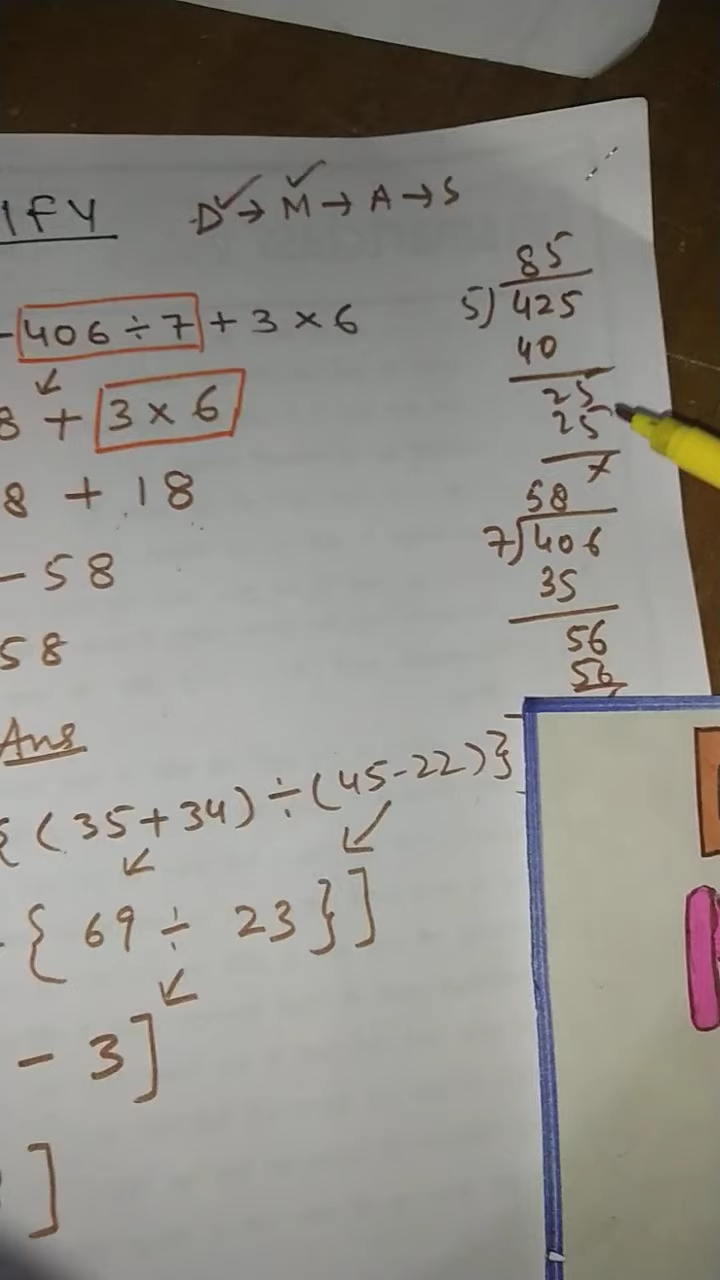 IFY D → M → A → S
- 406 ÷ 7 + 3 × 6
8 + 3 × 6
8 + 18
- 58
58
Ans
{(35+34) ÷ (45-22)}]
{ 69 ÷ 23 } ]
- 3 ]
]
85
5) 425
40
25
25
×
58
7) 406
35
56
56